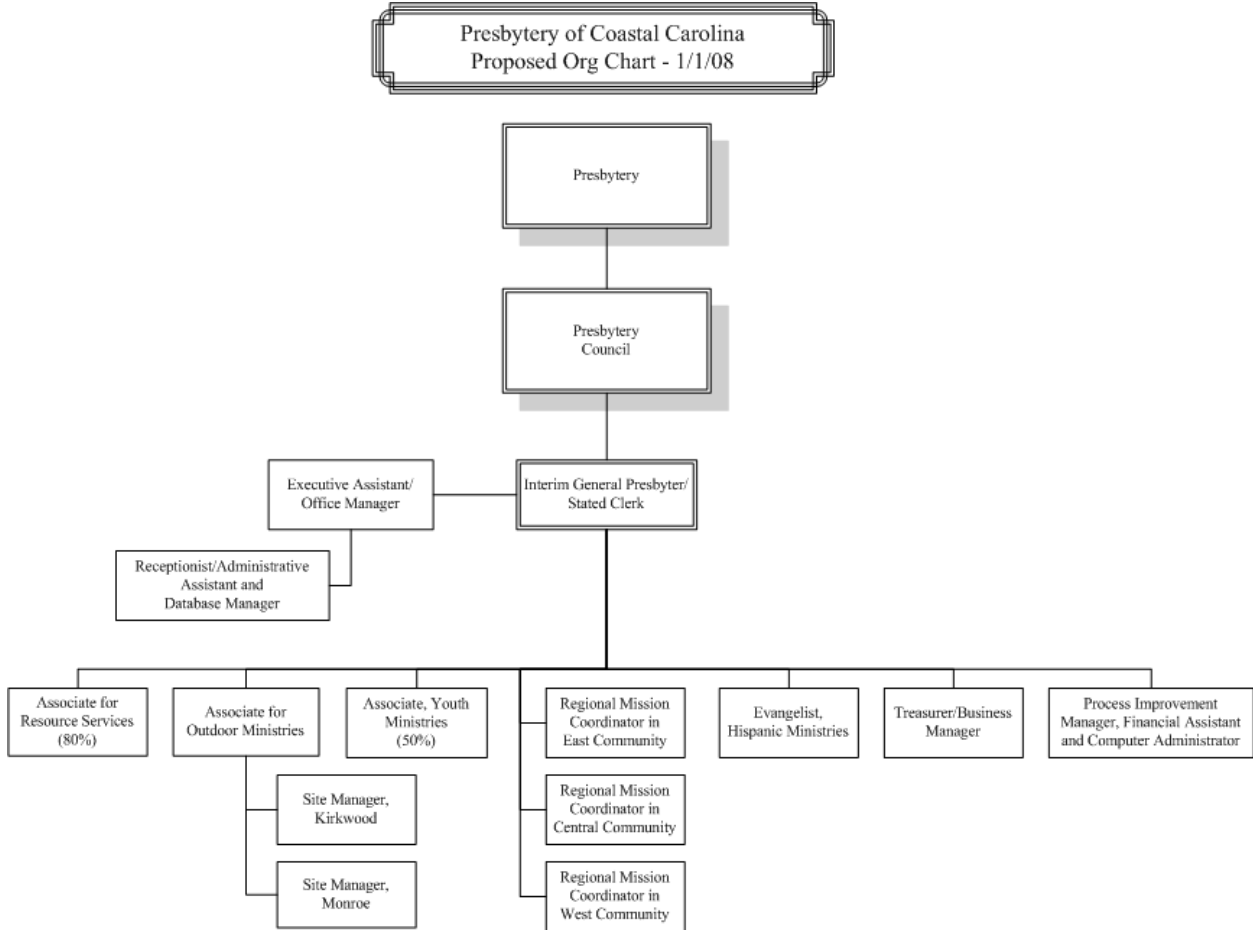 Presbytery of Coastal Carolina
Proposed Org Chart - 1/1/08
Presbytery
Presbytery
Council
Executive Assistant/
Office Manager
Interim General Presbyter/
Stated Clerk
Receptionist/Administrative
Assistant and
Database Manager
Associate for
Resource Services
(80%)
Associate for
Outdoor Ministries
Associate, Youth
Ministries
(50%)
Regional Mission
Coordinator in
East Community
Evangelist,
Hispanic Ministries
Treasurer/Business
Manager
Process Improvement
Manager, Financial Assistant
and Computer Administrator
Site Manager,
Kirkwood
Regional Mission
Coordinator in
Central Community
Site Manager,
Monroe
Regional Mission
Coordinator in
West Community